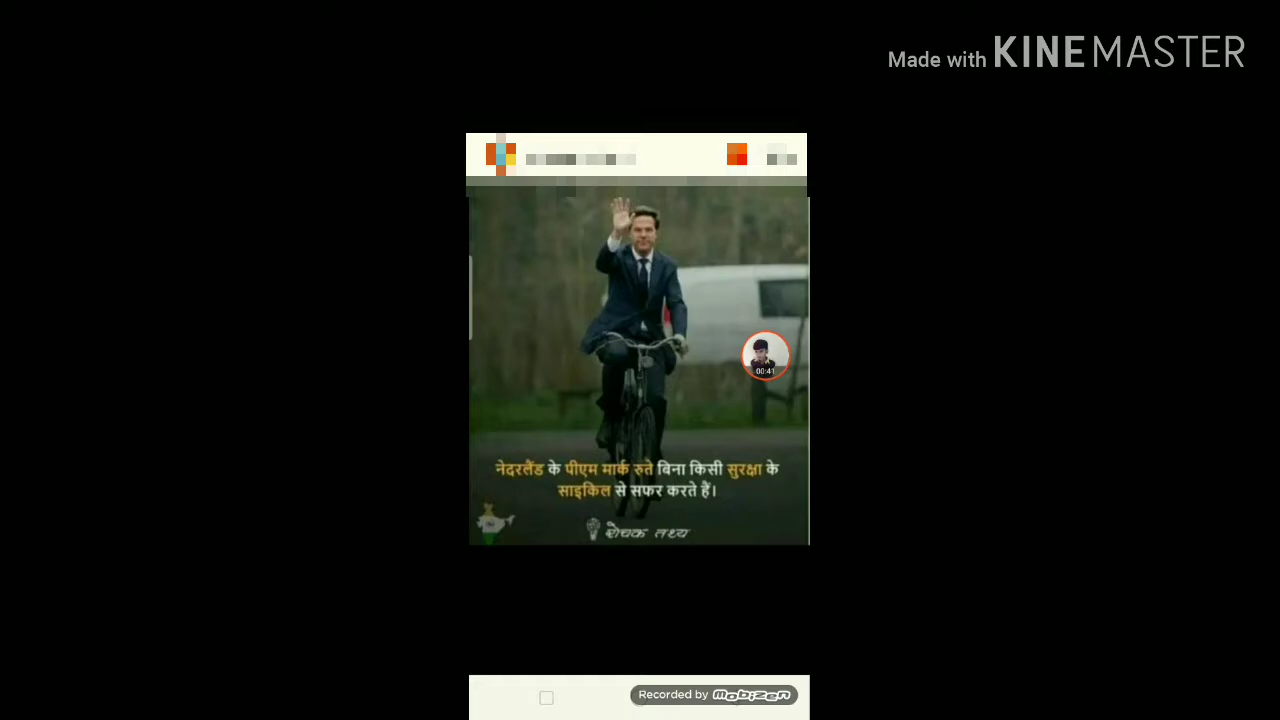 Made with KINEMASTER
00:41
नेदरलैंड के पीएम मार्क रुते बिना किसी सुरक्षा के
साइकिल से सफर करते हैं।
रोचक तथ्य
Recorded by Mobizen